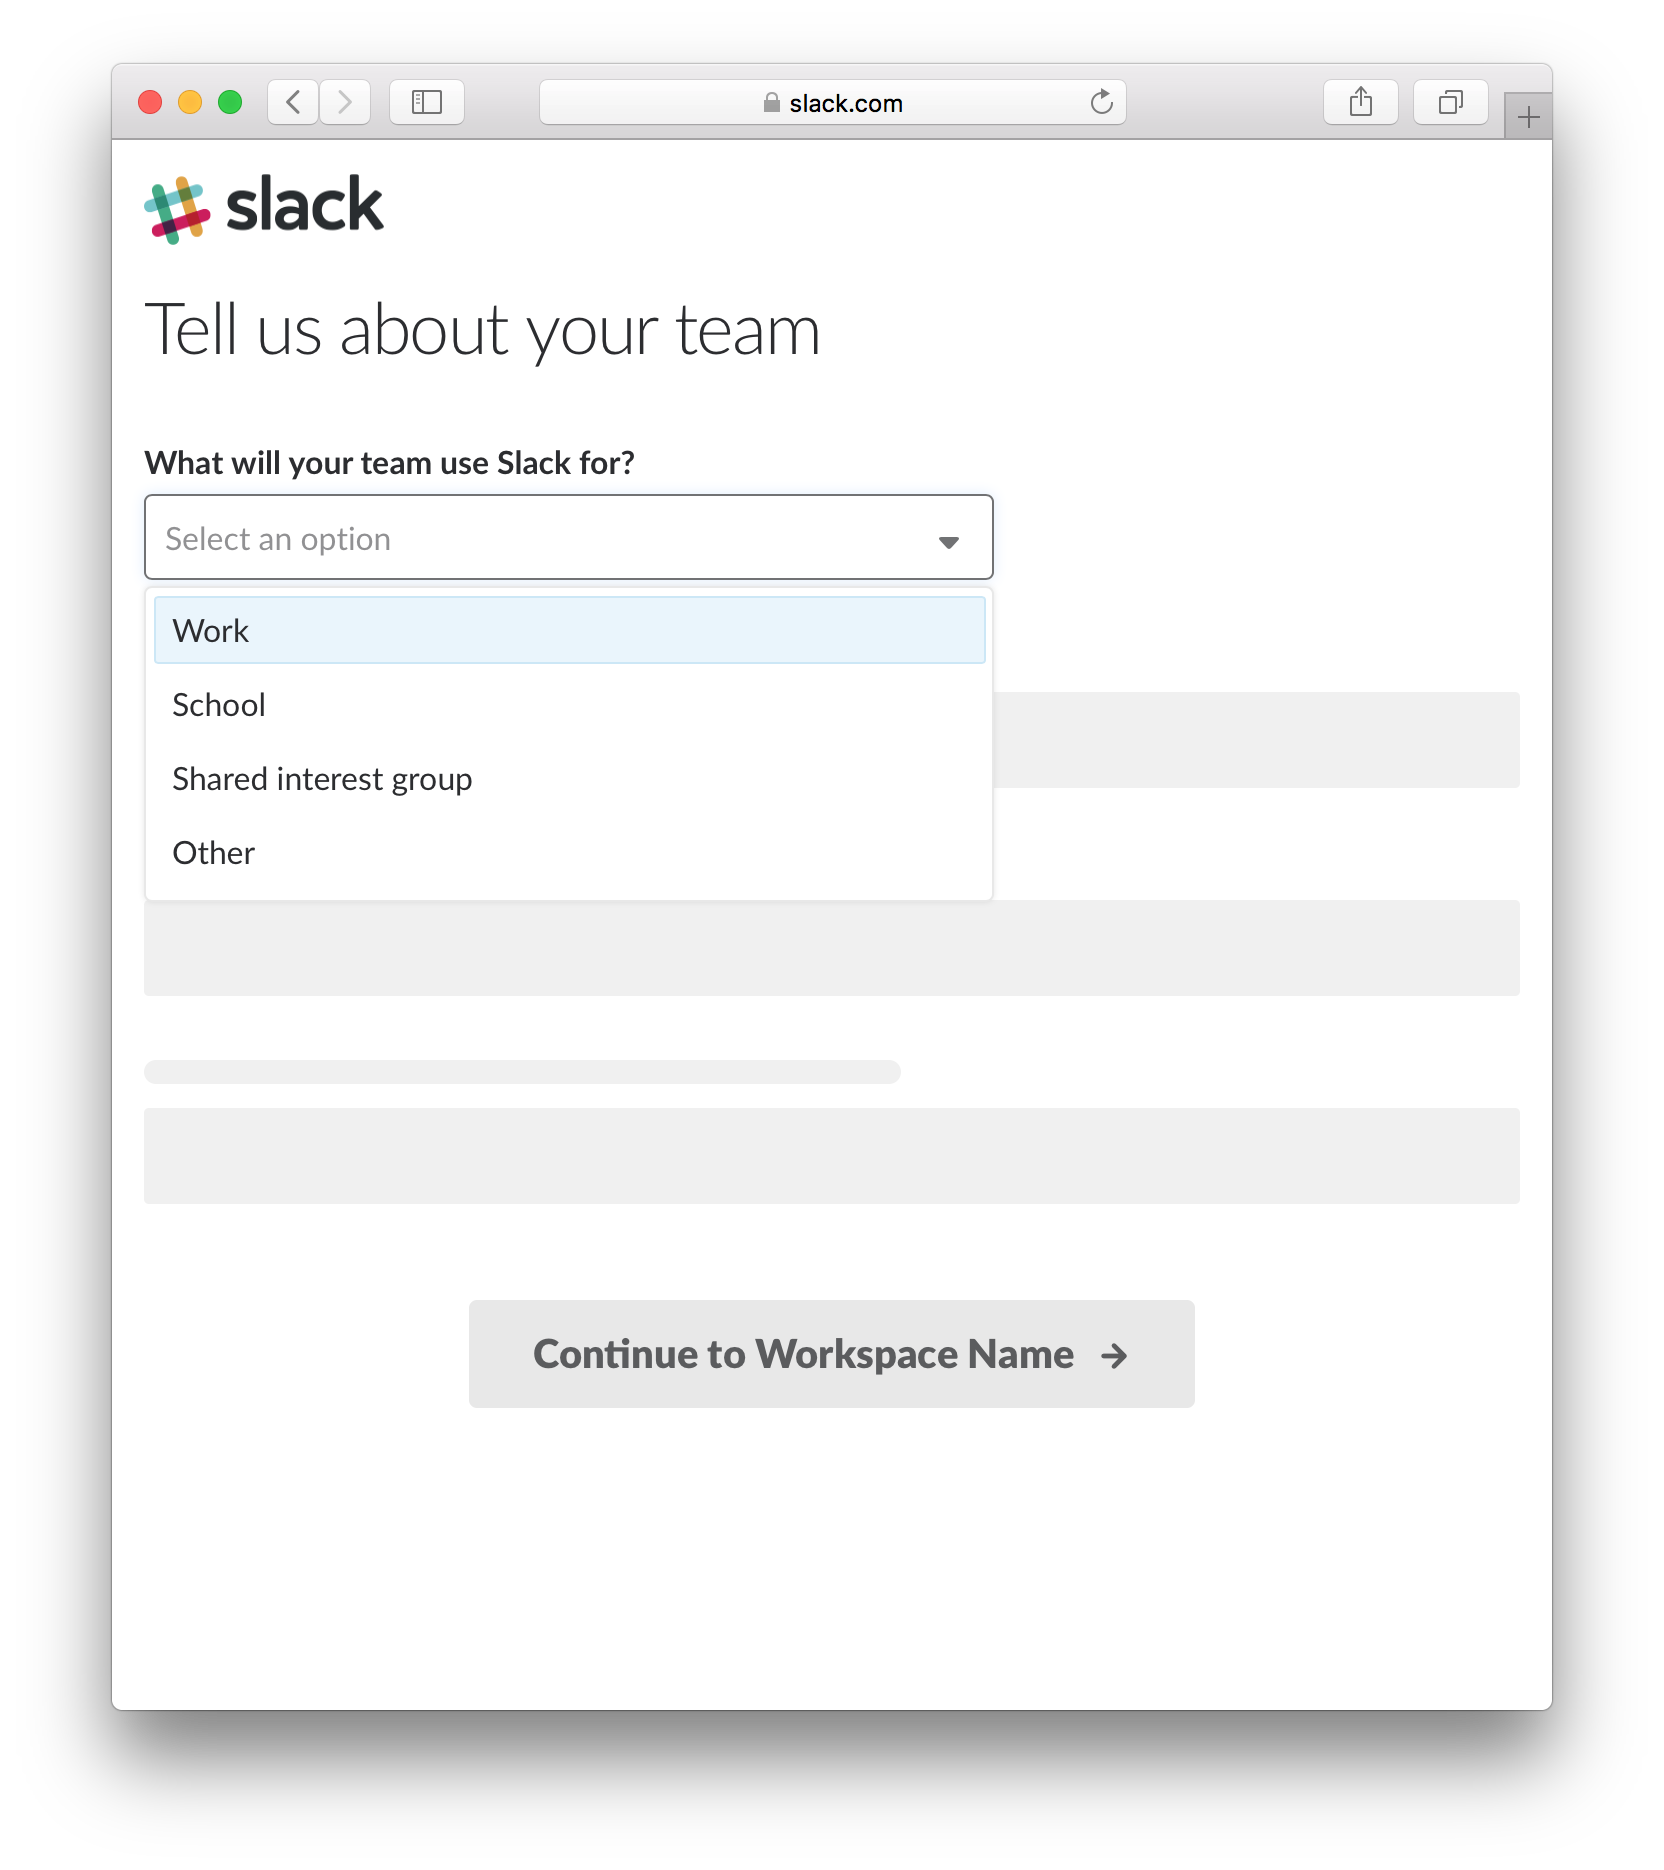 slack.com
slack
Tell us about your team
What will your team use Slack for?
Select an option
Work
School
Shared interest group
Other
Continue to Workspace Name →